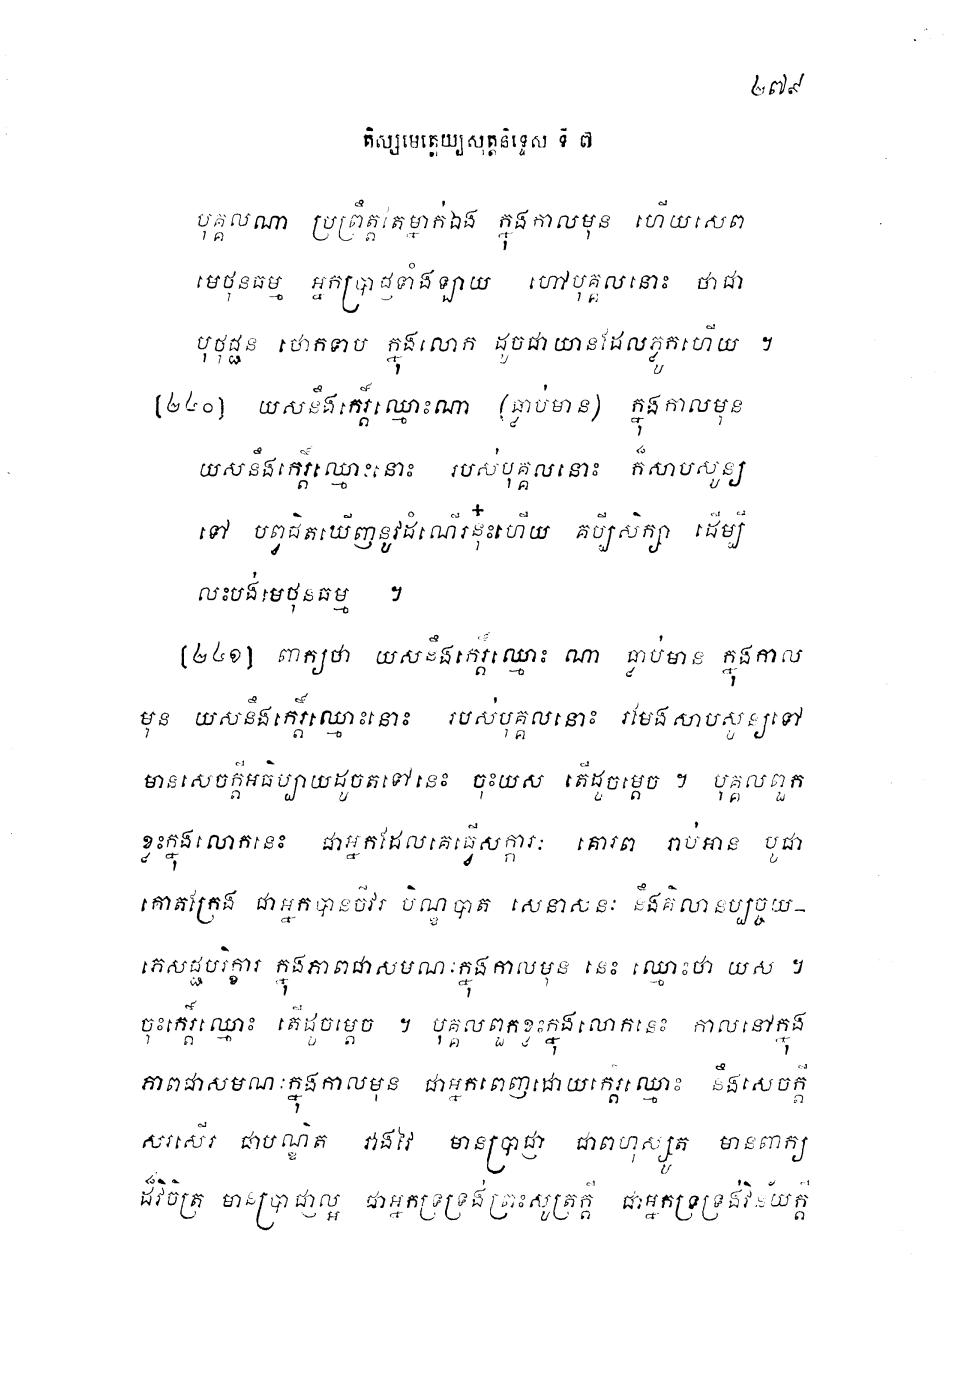 ២៧៩
តិស្សមេត្តេយ្យសុត្តនិទ្ទេស ទី ៧
បុគ្គលណា ប្រព្រឹត្តតែម្នាក់ឯង ក្នុងកាលមុន ហើយសេព
មេថុនធម្ម អ្នកប្រាជ្ញទាំងឡាយ ហៅបុគ្គលនោះ ថាជា
បុថុជ្ជន ថោកទាប ក្នុងលោក ដូចជាយានដែលភ្លូកហើយ ។
[២៤០] យសនឹងកេរ្តិ៍ឈ្មោះណា (ធ្លាប់មាន) ក្នុងកាលមុន
យសនឹងកេរ្តិ៍ឈ្មោះនោះ របស់បុគ្គលនោះ ក៏សាបសូន្យ
ទៅ បព្វជិតឃើញនូវដំណើរនុ៎ះហើយ គប្បីសិក្សា ដើម្បី
លះបង់មេថុនធម្ម ។
[២៤១] ពាក្យថា យសនឹងកេរ្តិ៍ឈ្មោះ ណា ធ្លាប់មាន ក្នុងកាល
មុន យសនឹងកេរ្តិ៍ឈ្មោះនោះ របស់បុគ្គលនោះ រមែងសាបសូន្យទៅ
មានសេចក្តីអធិប្បាយដូចតទៅនេះ ចុះយស តើដូចម្តេច ។ បុគ្គលពួក
ខ្លះក្នុងលោកនេះ ជាអ្នកដែលគេធ្វើសក្ការៈ គោរព រាប់អាន បូជា
កោតក្រែង ជាអ្នកបានចីវរ បិណ្ឌបាត សេនាសនៈ នឹងគិលានប្បច្ចយ-
ភេសជ្ជបរិក្ខារ ក្នុងភាពជាសមណៈក្នុងកាលមុន នេះ ឈ្មោះថា យស ។
ចុះកេរ្តិ៍ឈ្មោះ តើដូចម្តេច ។ បុគ្គលពួកខ្លះក្នុងលោកនេះ កាលនៅក្នុង
ភាពជាសមណៈក្នុងកាលមុន ជាអ្នកពេញដោយកេរ្តិ៍ឈ្មោះ នឹងសេចក្តី
សរសើរ ជាបណ្ឌិត វាងវៃ មានប្រាជ្ញា ជាពហុស្សូត មានពាក្យ
ដ៏វិចិត្រ មានប្រាជ្ញាល្អ ជាអ្នកទ្រទ្រង់ព្រះសូត្រក្តី ជាអ្នកទ្រទ្រង់វិន័យក្តី